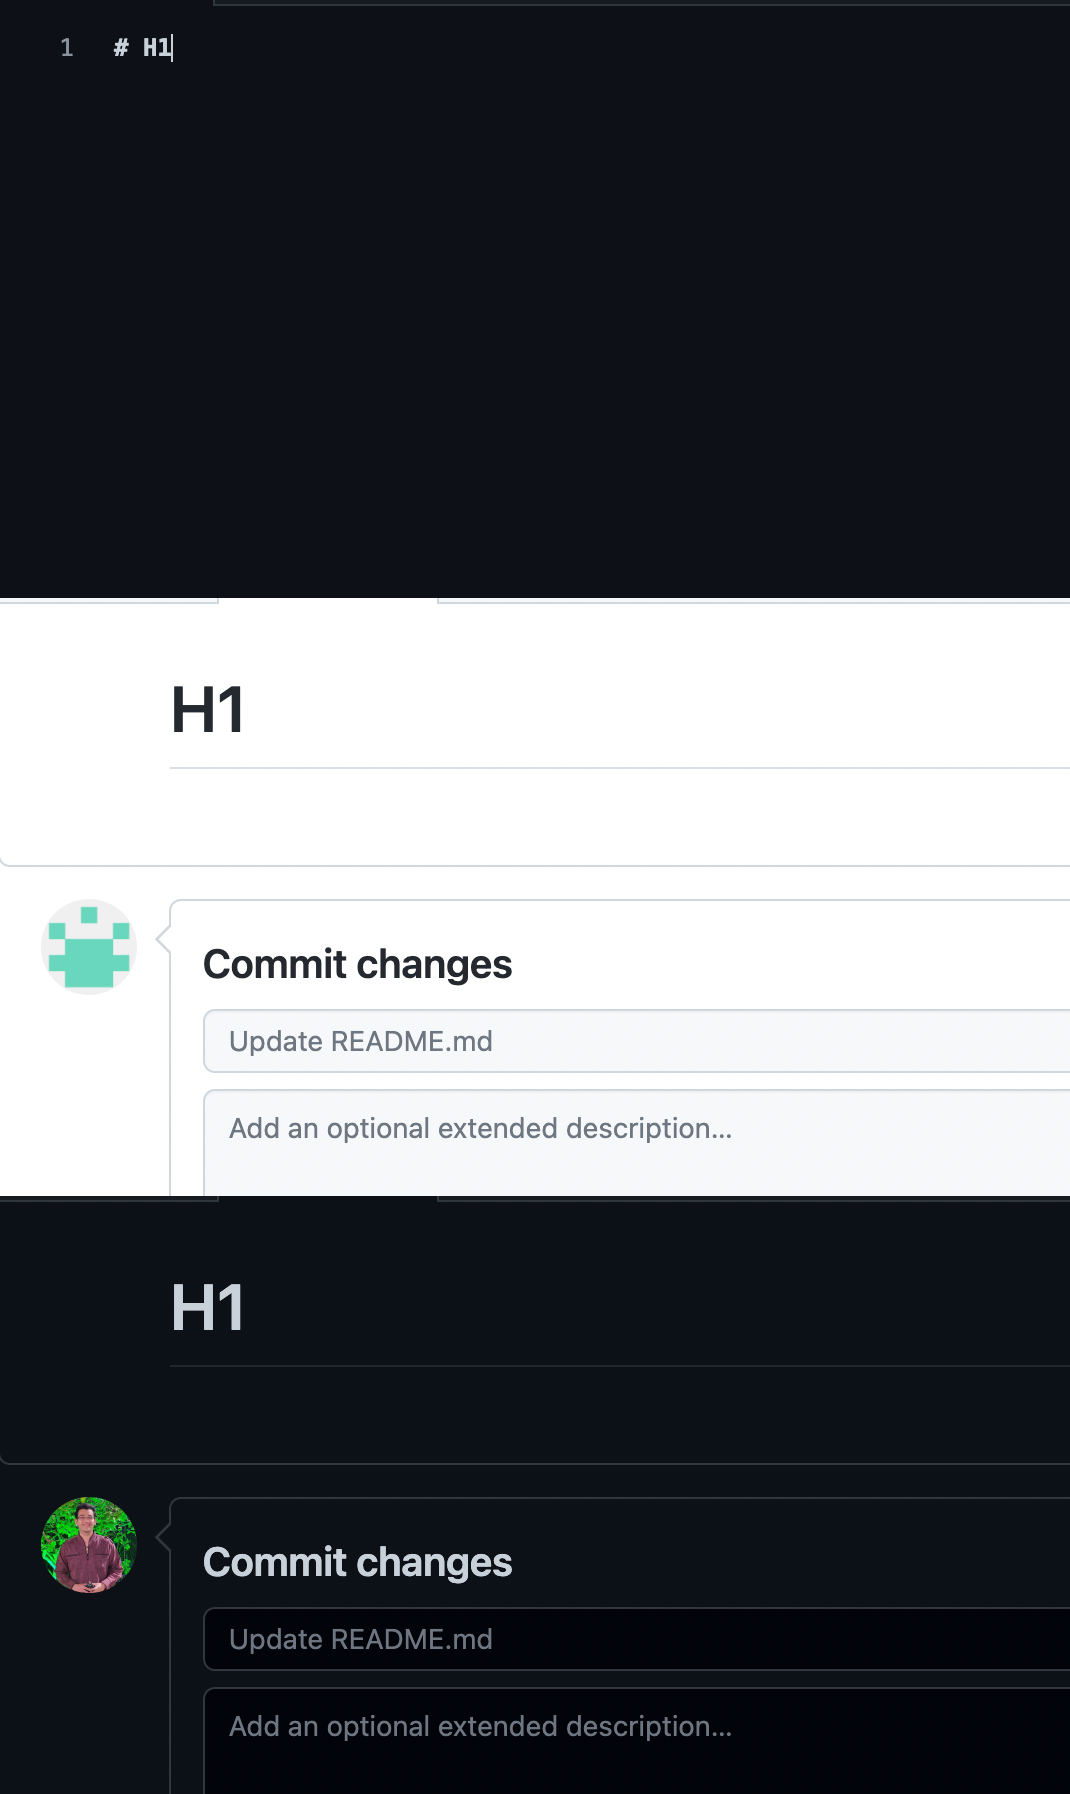 1 # H1
H1
Commit changes
Update README.md
Add an optional extended description...
H1
Commit changes
Update README.md
Add an optional extended description...